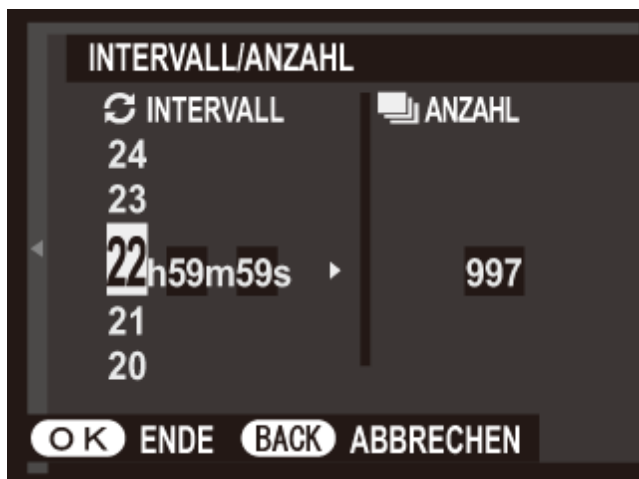 INTERVALL/ANZAHL
INTERVALL
ANZAHL
24
23
22h59m59s
997
21
20
OK ENDE BACK ABBRECHEN